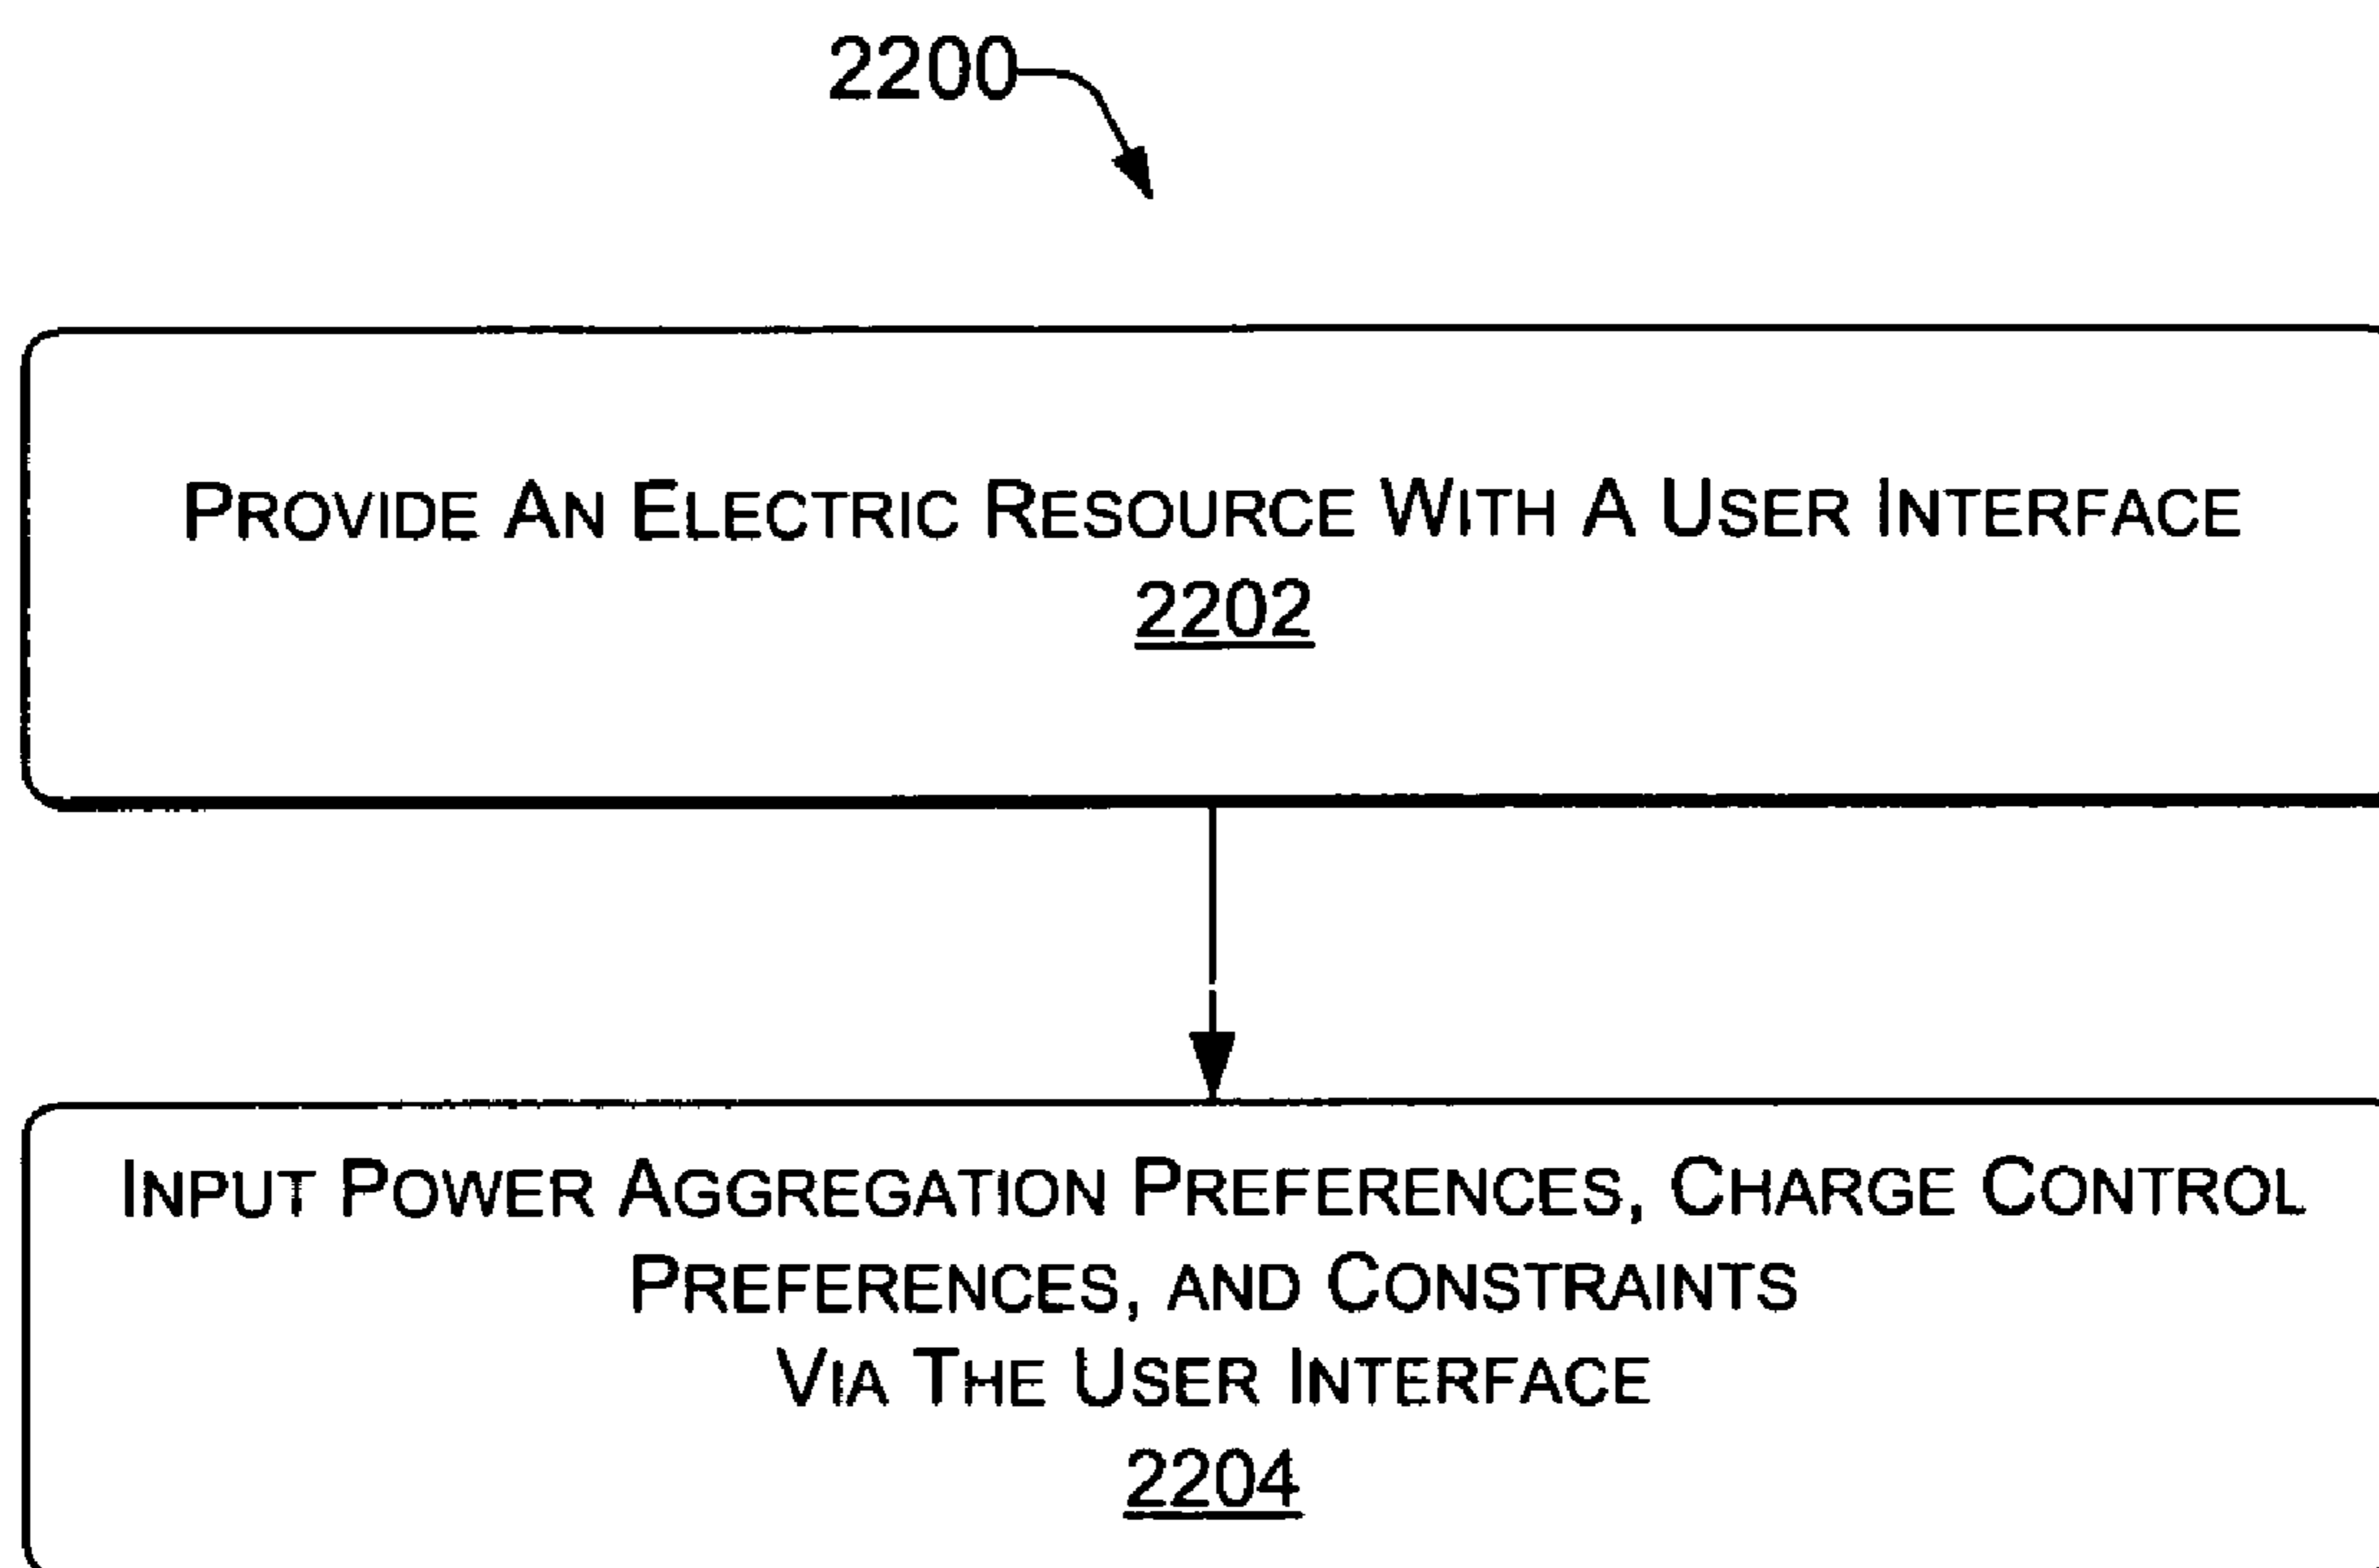 2200
PROVIDE AN ELECTRIC RESOURCE WITH A USER INTERFACE
2202
INPUT POWER AGGREGATION PREFERENCES, CHARGE CONTROL
PREFERENCES, AND CONSTRAINTS
VIA THE USER INTERFACE
2204